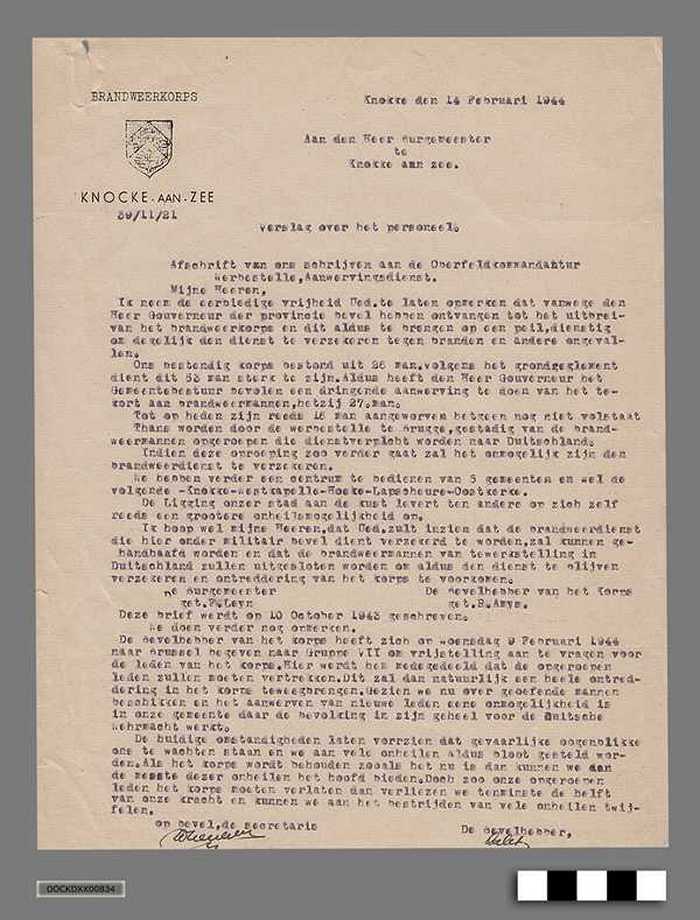 BRANDWEERKORPS
Knokke den 14 Februari 1944
Aan den Heer Burgemeester
te
Knokke aan zee.
KNOCKE-AAN-ZEE
39/11/21
Verslag over het personeel.
Afschrift van ons schrijven aan de Oberfeldkommandantur
Werbestelle,Aanwervingsdienst.
Mijne Heeren,
Ik neem de eerbiedige vrijheid Ued.te laten opmerken dat vanwege den
Heer Gouverneur der provincie bevel hebben ontvangen tot het uitbrei-
van het brandweerkorps en dit aldus te brengen op een peil,dienstig
om degelijk den dienst te verzekeren tegen branden en andere ongeval-
len.
Ons bestendig korps bestond uit 26 man.volgens het grondreglement
dient dit 53 man sterk te zijn.Aldus heeft den Heer Gouverneur het
Gemeentebestuur bevolen een dringende aanwerving te doen van het te-
kort aan brandweermannen,hetzij 27.man.
Tot op heden zijn reeds 18 man aangeworven hetgeen nog niet volstaat
Thans worden door de werbestelle te Brugge,gestadig van de brand-
weermannen opgeroepen die dienstverplicht worden naar Duitschland.
Indien deze oproeping zoo verder gaat zal het onmogelijk zijn den
brandweerdienst te verzekeren.
We hebben verder een centrum te bedienen van 5 gemeenten en wel de
volgende -Knokke-Westkapelle-Hoeke-Lapscheure-Oostkerke.
De Ligging onzer stad aan de kust levert ten andere op zich zelf
reeds een grootere onheilsmogelijkheid op.
Ik hoop wel mijne Heeren,dat Ued.zult inzien dat de brandweerdienst
die hier onder militair bevel dient verzekerd te worden,zal kunnen ge-
handhaafd worden en dat de brandweermannen van tewerkstelling in
Duitschland zullen uitgesloten worden om aldus den dienst te blijven
verzekeren en ontreddering van het korps te voorkomen.
De Burgemeester De Bevelhebber van het Korps
get.F.Leyn get.R.Amys.
Deze brief werdt op 10 October 1943 geschreven.
We doen verder nog opmerken.
De bevelhebber van het korps heeft zich op Woensdag 9 Februari 1944
naar Brussel begeven naar Gruppe VII om vrijstelling aan te vragen voor
de leden van het korps.Hier werdt hem medegedeeld dat de opgeroepen
leden zullen moeten vertrekken.Dit zal dan natuurlijk een heele ontred-
dering in het korps teweegbrengen.Gezien we nu over geoefende mannen
beschikken en het aanwerven van nieuwe leden eene onmogelijkheid is
in onze gemeente daar de bevolking in zijn geheel voor de Duitsche
Wehrmacht werkt.
De huidige omstandigheden laten vorrzien dat gevaarlijke oogenblikke
ons te wachten staan en we aan vele onheilen aldus bloot gesteld wor-
den.Als het korps wordt behouden zooals het nu is dan kunnen we aan
de meeste dezer onheilen het hoofd bieden.Doch zoo onze opgeroepen
leden het korps moeten verlaten dan verliezen we tenminste de helft
van onze kracht en kunnen we aan het bestrijden van vele onheilen twij-
felen.
op bevel,de secretaris De bevelhebber,
OOCKDXX00834